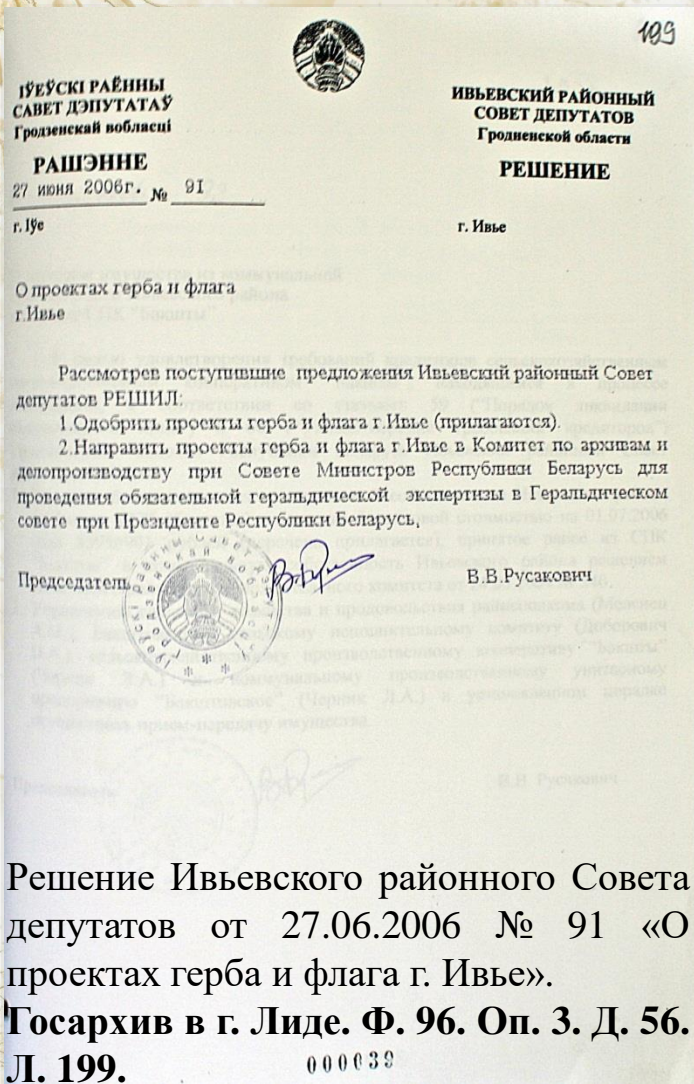 199
IЎЕЎСКІ РАЁННЫ
САВЕТ ДЭПУТАТАЎ
Гродзенскай вобласці
РАШЭННЕ
27 июня 2006г. № 91
г. Іўе
ИВЬЕВСКИЙ РАЙОННЫЙ
СОВЕТ ДЕПУТАТОВ
Гродненской области
РЕШЕНИЕ
г. Ивье
О проектах герба и флага
г.Ивье
Рассмотрев поступившие предложения Ивьевский районный Совет
депутатов РЕШИЛ:
1.Одобрить проекты герба и флага г.Ивье (прилагаются).
2.Направить проекты герба и флага г.Ивье в Комитет по архивам и
делопроизводству при Совете Министров Республики Беларусь для
проведения обязательной геральдической экспертизы в Геральдическом
совете при Президенте Республики Беларусь.
Председатель
В.В.Русакович
Решение Ивьевского районного Совета
депутатов от 27.06.2006 № 91 «О
проектах герба и флага г. Ивье».
Госархив в г. Лиде. Ф. 96. Оп. 3. Д. 56.
Л. 199.
000039